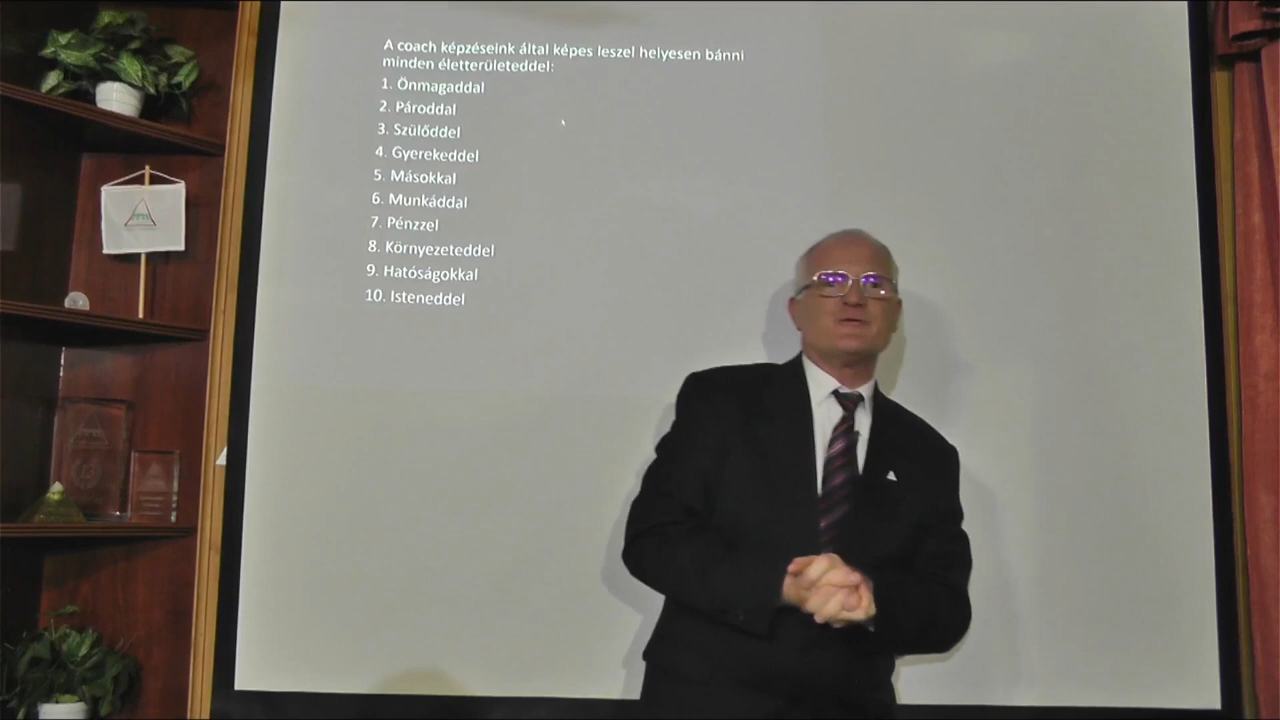 A coach képzéseink által képes leszel helyesen bánni
minden életterületeddel:
1. Önmagaddal
2. Pároddal
3. Szülőddel
4. Gyerekeddel
5. Másokkal
6. Munkáddal
7. Pénzzel
8. Környezeteddel
9. Hatóságokkal
10. Isteneddel